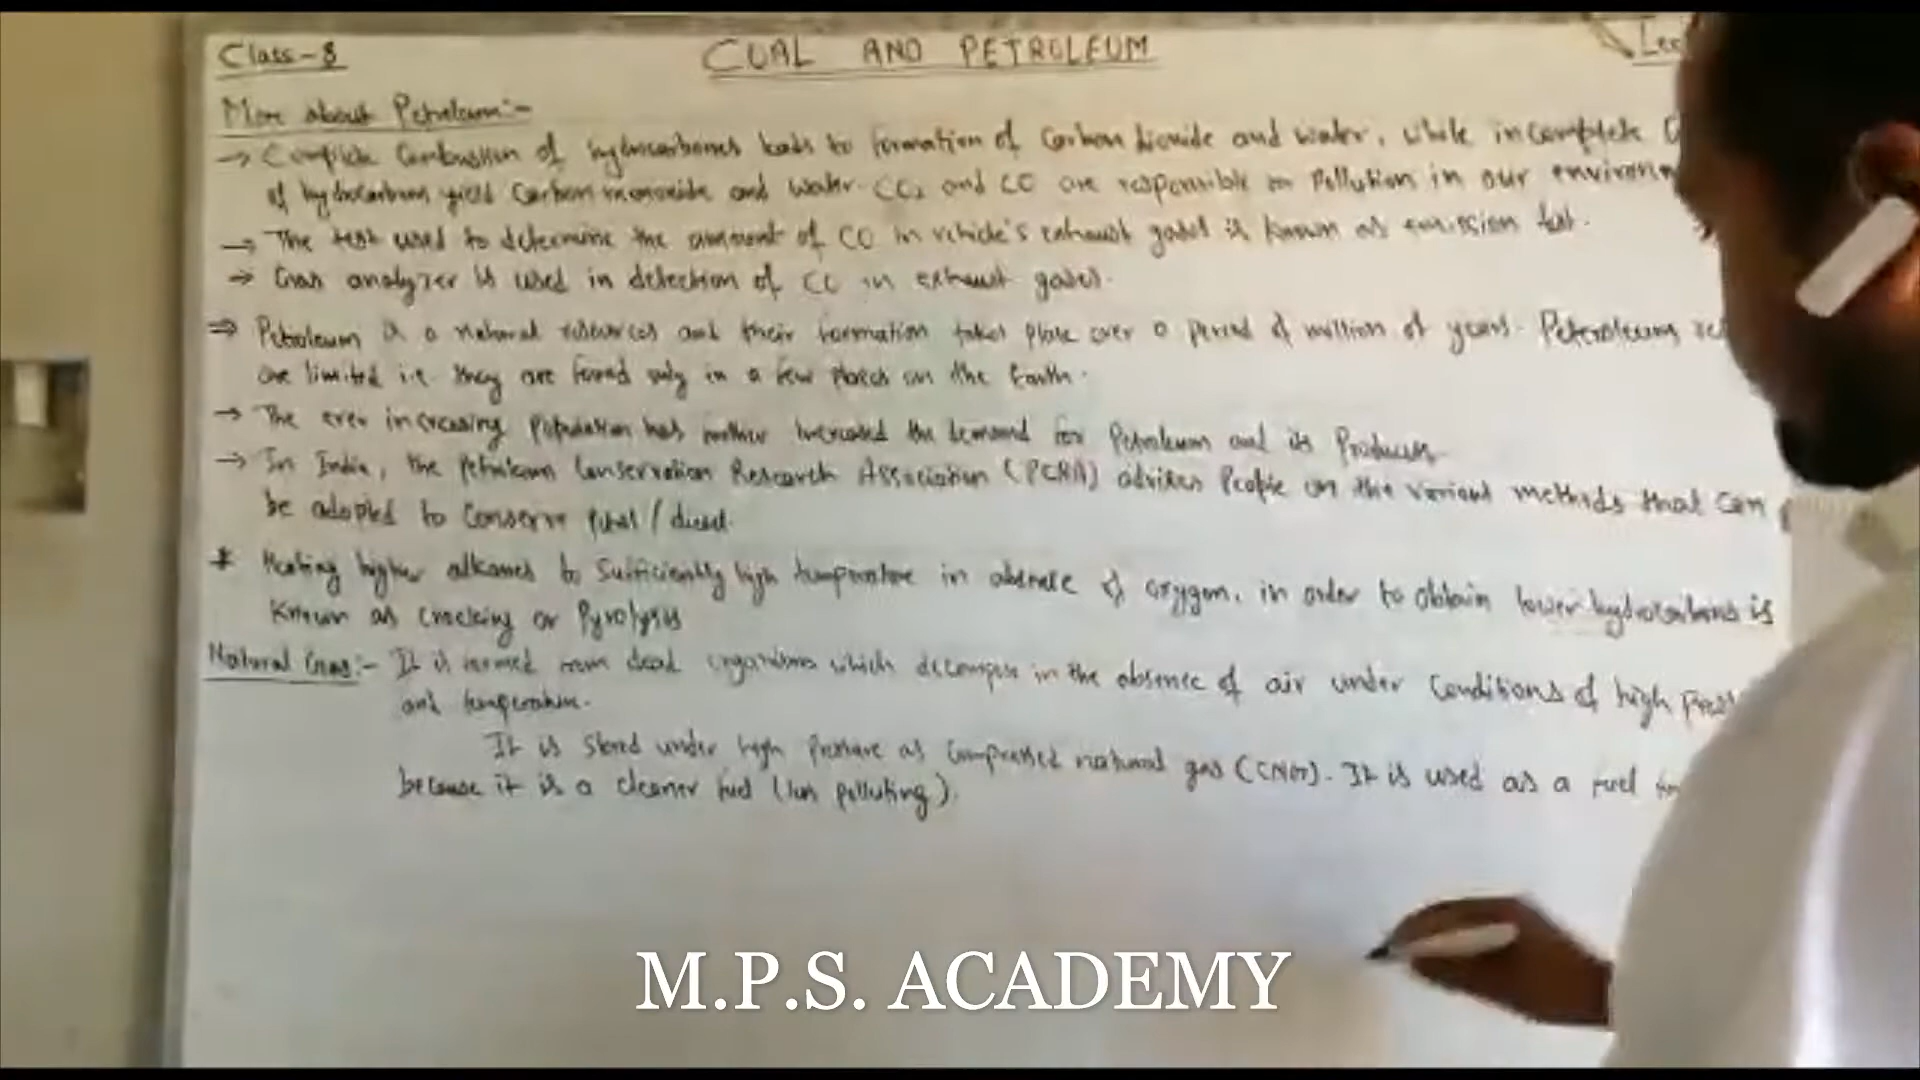 Class-8
COAL AND PETROLEUM
Lec
More about Petroleum:-
→ Complete Combustion of hydrocarbones leads to formation of Carbon dioxide and water, while incomplete C
of hydrocarbon yield Carbon monoxide and water. CO2 and CO are responsible for Pollution in our environm
→ The test used to determine the ammount of CO in vehicle's exhaust gases is known as emission test.
→ Gas analyzer is used in detection of CO in exhaust gases.
⇒ Petroleum is a natural resources and their formation takes place over a period of million of years. Peteroleum re
are limited i.e. they are found only in a few places on the Earth.
→ The ever increasing population has further increased the demand for Petroleum and its Products.
→ In India, the Petroleum Conservation Research Association (PCRA) advises People on the various methods that can
be adopted to conserve petrol / diesel.
* Heating higher alkanes to sufficiently high temperature in absence of oxygen, in order to obtain lower hydrocarbons is
Known as cracking or Pyrolysis
Natural Gas:- It is formed from dead organisms which decompose in the absence of air under Conditions of high press
and temperature.
It is stored under high pressure as compressed natural gas (CNG). It is used as a fuel
because it is a cleaner fuel (less polluting).
M.P.S. ACADEMY